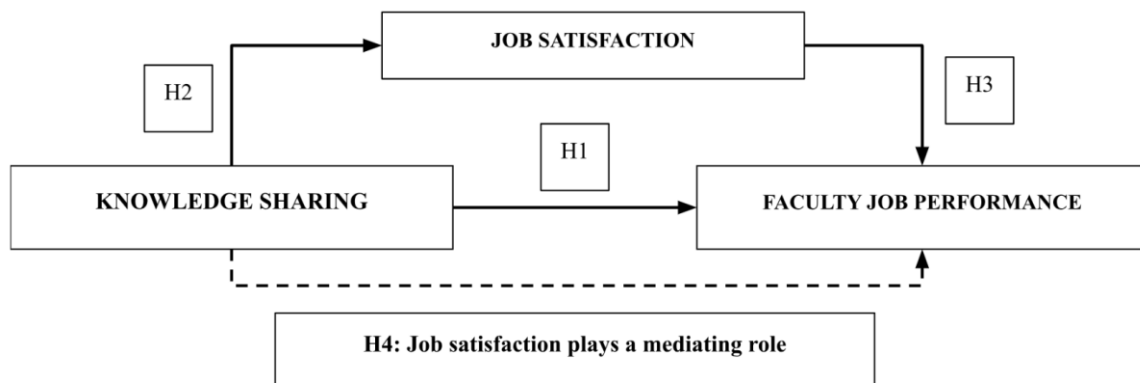 JOB SATISFACTION
H2
H3
H1
KNOWLEDGE SHARING
FACULTY JOB PERFORMANCE
H4: Job satisfaction plays a mediating role